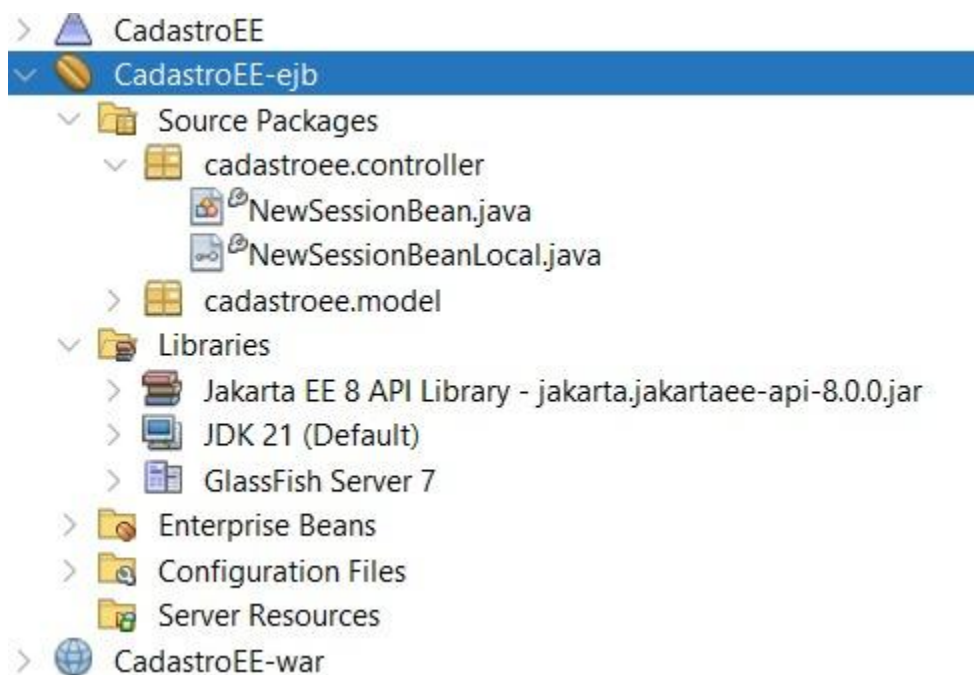 CadastroEE
CadastroEE-ejb
Source Packages
cadastroee.controller
NewSessionBean.java
NewSessionBeanLocal.java
cadastroee.model
Libraries
Jakarta EE 8 API Library - jakarta.jakartaee-api-8.0.0.jar
JDK 21 (Default)
GlassFish Server 7
Enterprise Beans
Configuration Files
Server Resources
CadastroEE-war